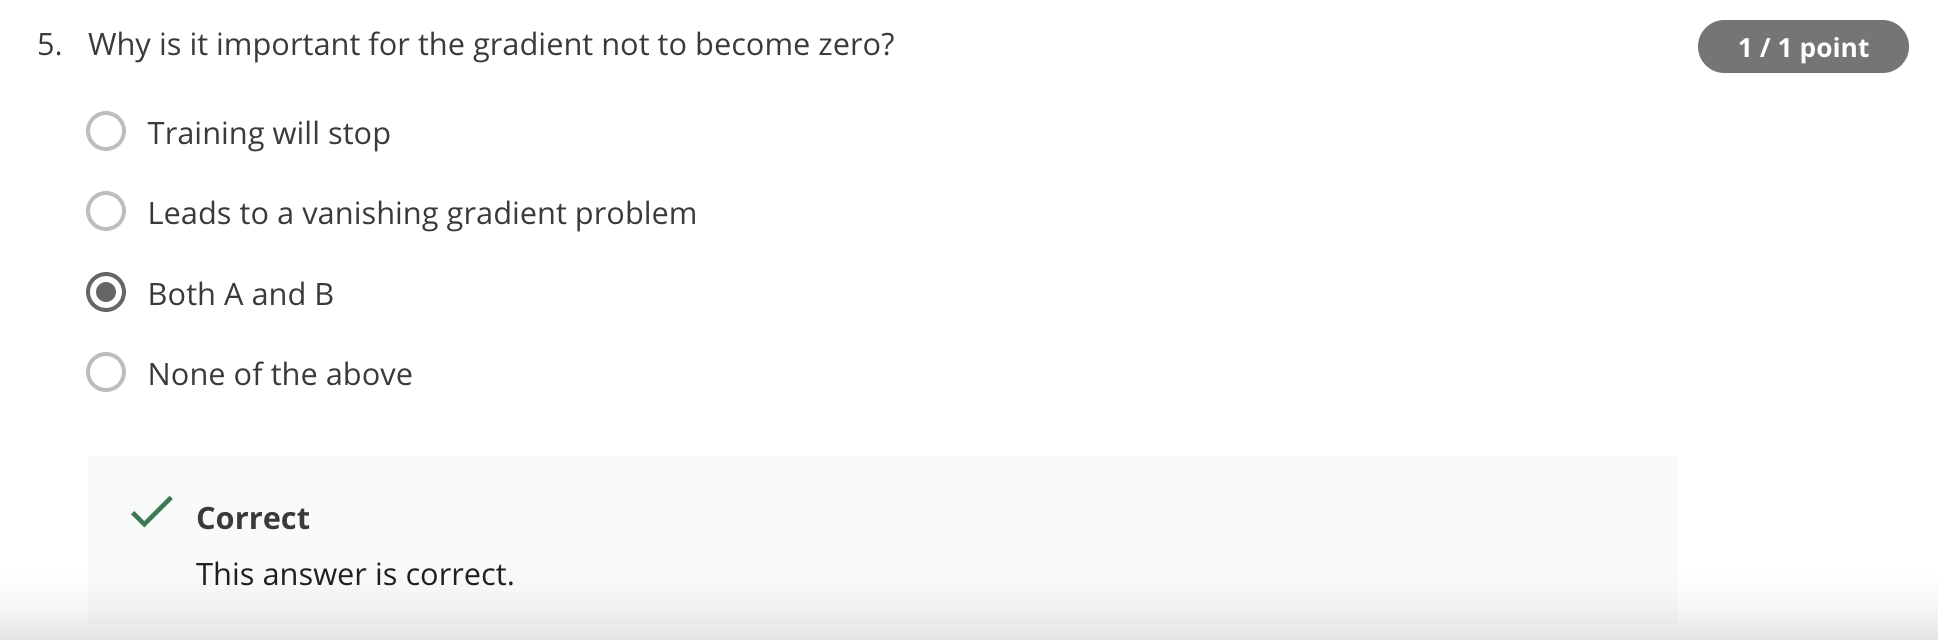 5. Why is it important for the gradient not to become zero?
1 / 1 point
Training will stop
Leads to a vanishing gradient problem
Both A and B
None of the above
Correct
This answer is correct.